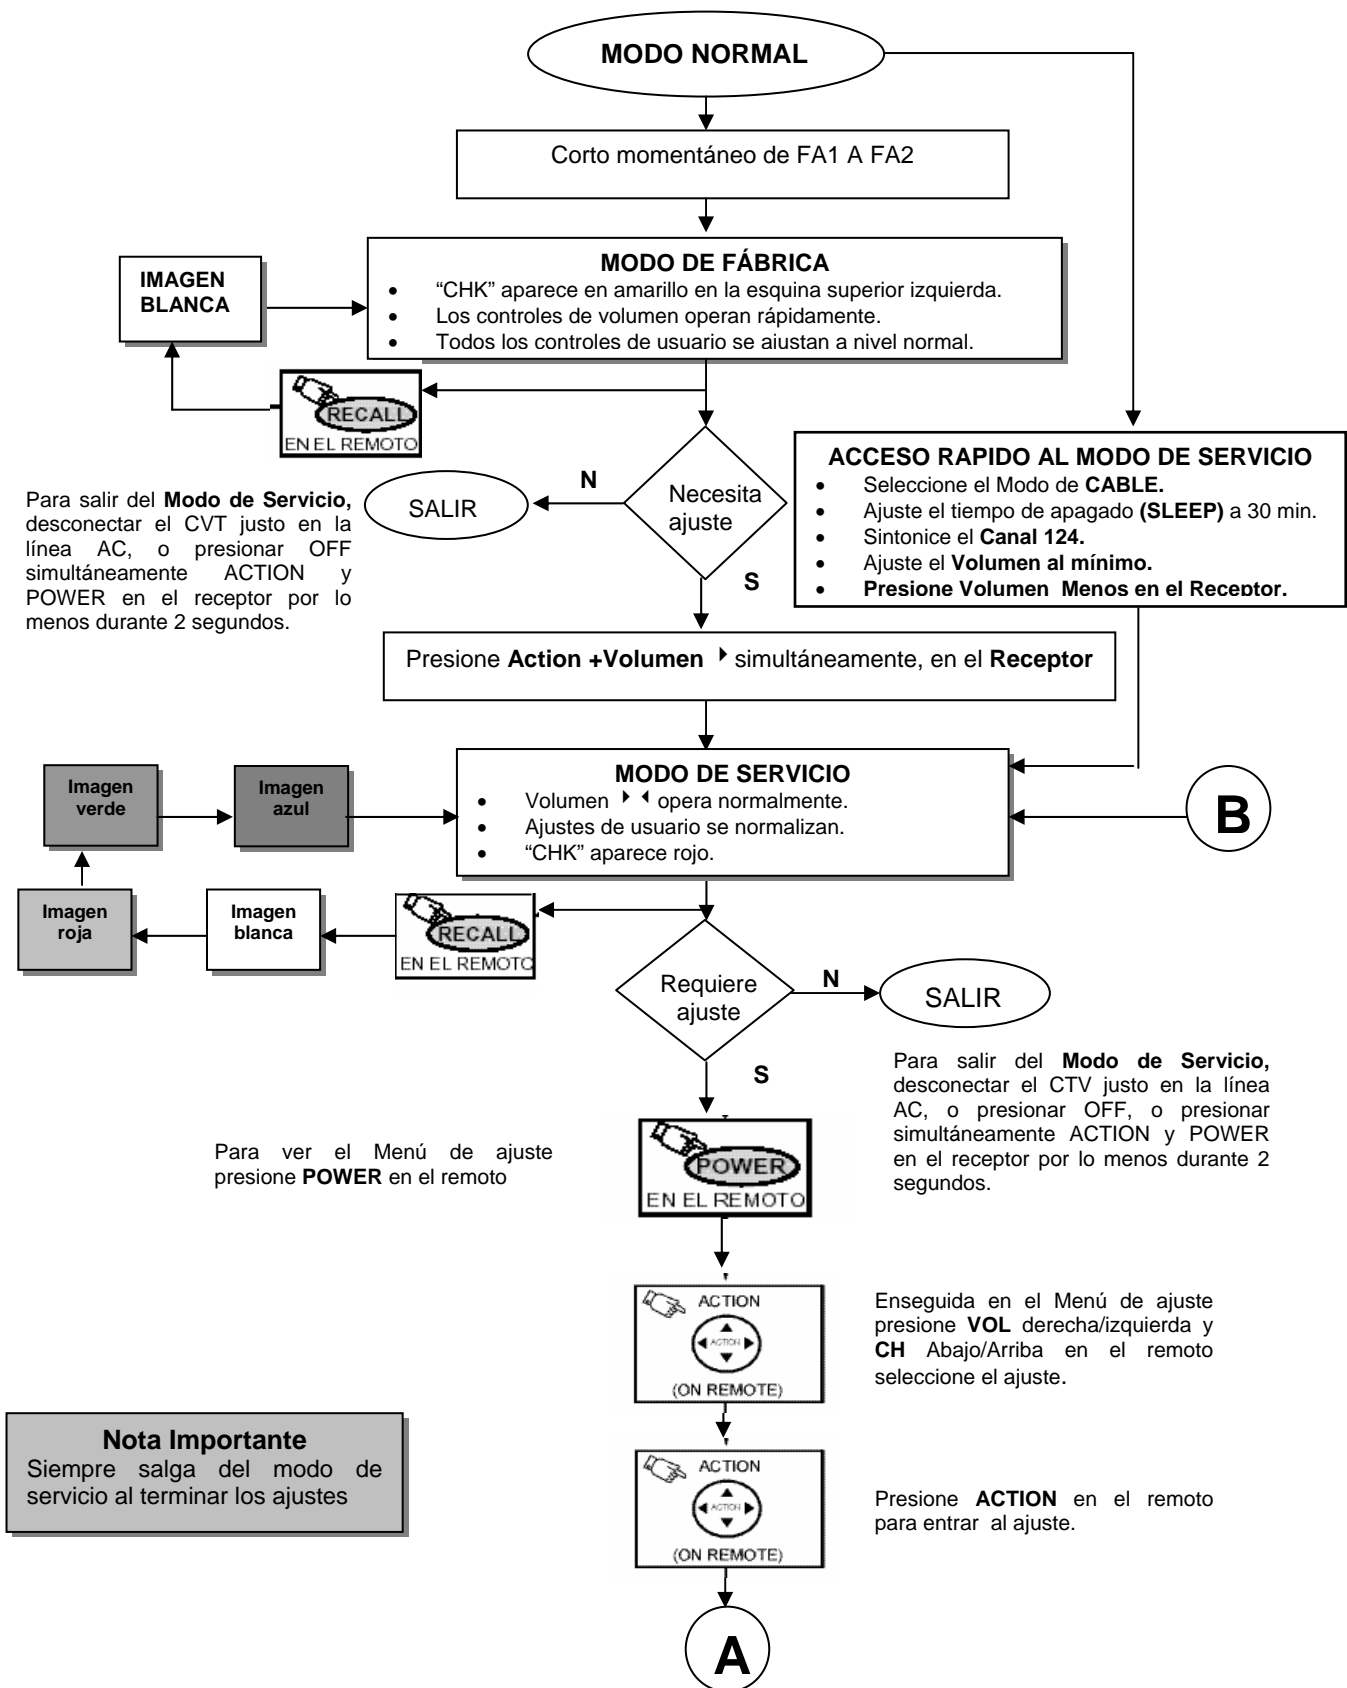 MODO NORMAL
Corto momentáneo de FA1 A FA2
MODO DE FÁBRICA
• “CHK” aparece en amarillo en la esquina superior izquierda.
• Los controles de volumen operan rápidamente.
• Todos los controles de usuario se aiustan a nivel normal.
IMAGEN
BLANCA
RECALL
EN EL REMOTO
Necesita
ajuste
N
SALIR
S
Para salir del Modo de Servicio,
desconectar el CVT justo en la
línea AC, o presionar OFF
simultáneamente ACTION y
POWER en el receptor por lo
menos durante 2 segundos.
ACCESO RAPIDO AL MODO DE SERVICIO
• Seleccione el Modo de CABLE.
• Ajuste el tiempo de apagado (SLEEP) a 30 min.
• Sintonice el Canal 124.
• Ajuste el Volumen al mínimo.
• Presione Volumen Menos en el Receptor.
Presione Action +Volumen ▶ simultáneamente, en el Receptor
MODO DE SERVICIO
• Volumen ▶ ◀ opera normalmente.
• Ajustes de usuario se normalizan.
• “CHK” aparece rojo.
B
Imagen
verde
Imagen
azul
Imagen
roja
Imagen
blanca
RECALL
EN EL REMOTO
Requiere
ajuste
N
SALIR
S
Para salir del Modo de Servicio,
desconectar el CTV justo en la línea
AC, o presionar OFF, o presionar
simultáneamente ACTION y POWER
en el receptor por lo menos durante 2
segundos.
Para ver el Menú de ajuste
presione POWER en el remoto
POWER
EN EL REMOTO
ACTION
ACTION
(ON REMOTE)
Enseguida en el Menú de ajuste
presione VOL derecha/izquierda y
CH Abajo/Arriba en el remoto
seleccione el ajuste.
Nota Importante
Siempre salga del modo de
servicio al terminar los ajustes
ACTION
ACTION
(ON REMOTE)
Presione ACTION en el remoto
para entrar al ajuste.
A